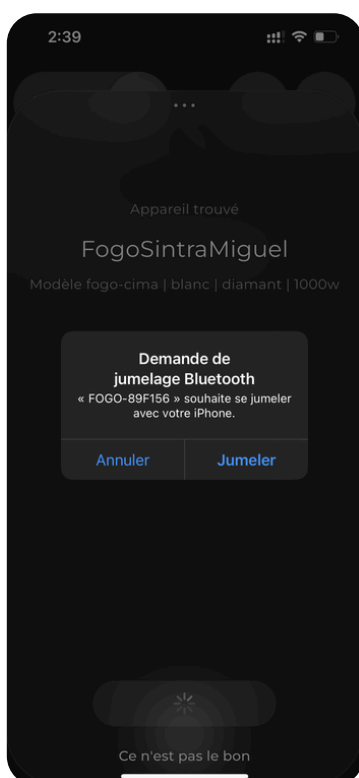 2:39
Appareil trouvé
FogoSintraMiguel
Modèle fogo-cima | blanc | diamant | 1000w
Demande de
jumelage Bluetooth
« FOGO-89F156 » souhaite se jumeler
avec votre iPhone.
Annuler
Jumeler
Ce n'est pas le bon